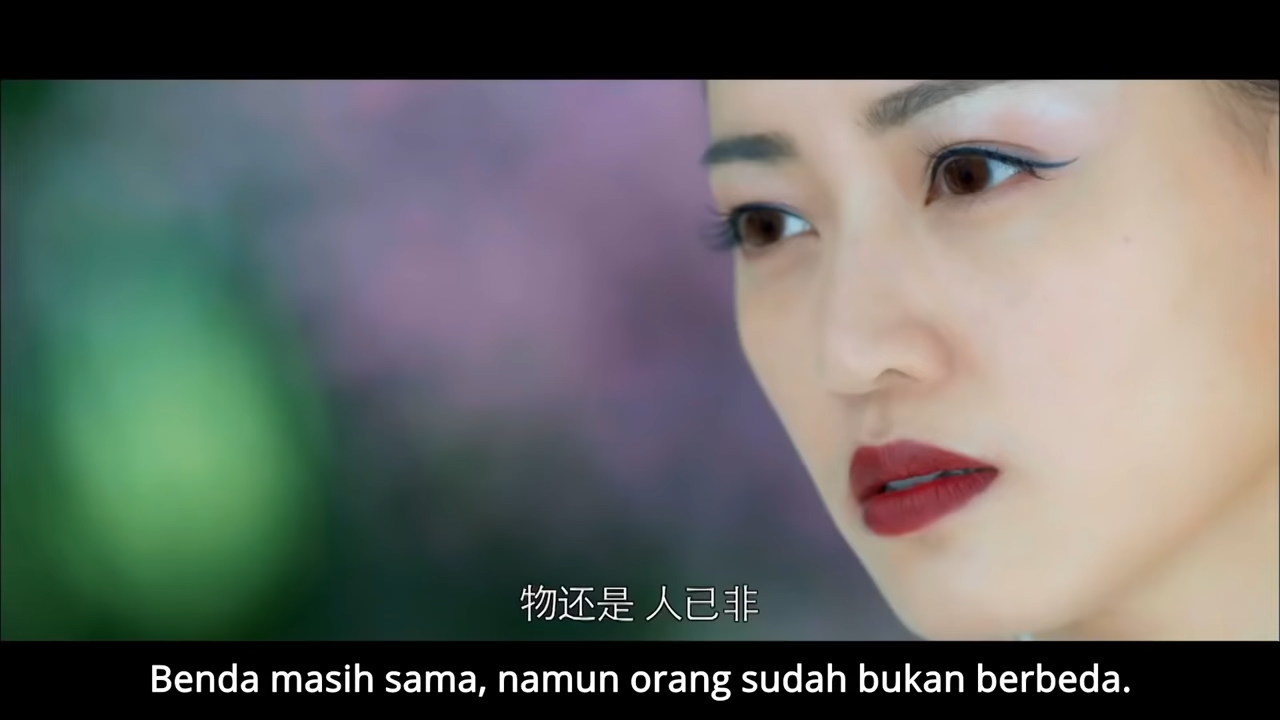 物还是 人已非
Benda masih sama, namun orang sudah bukan berbeda.